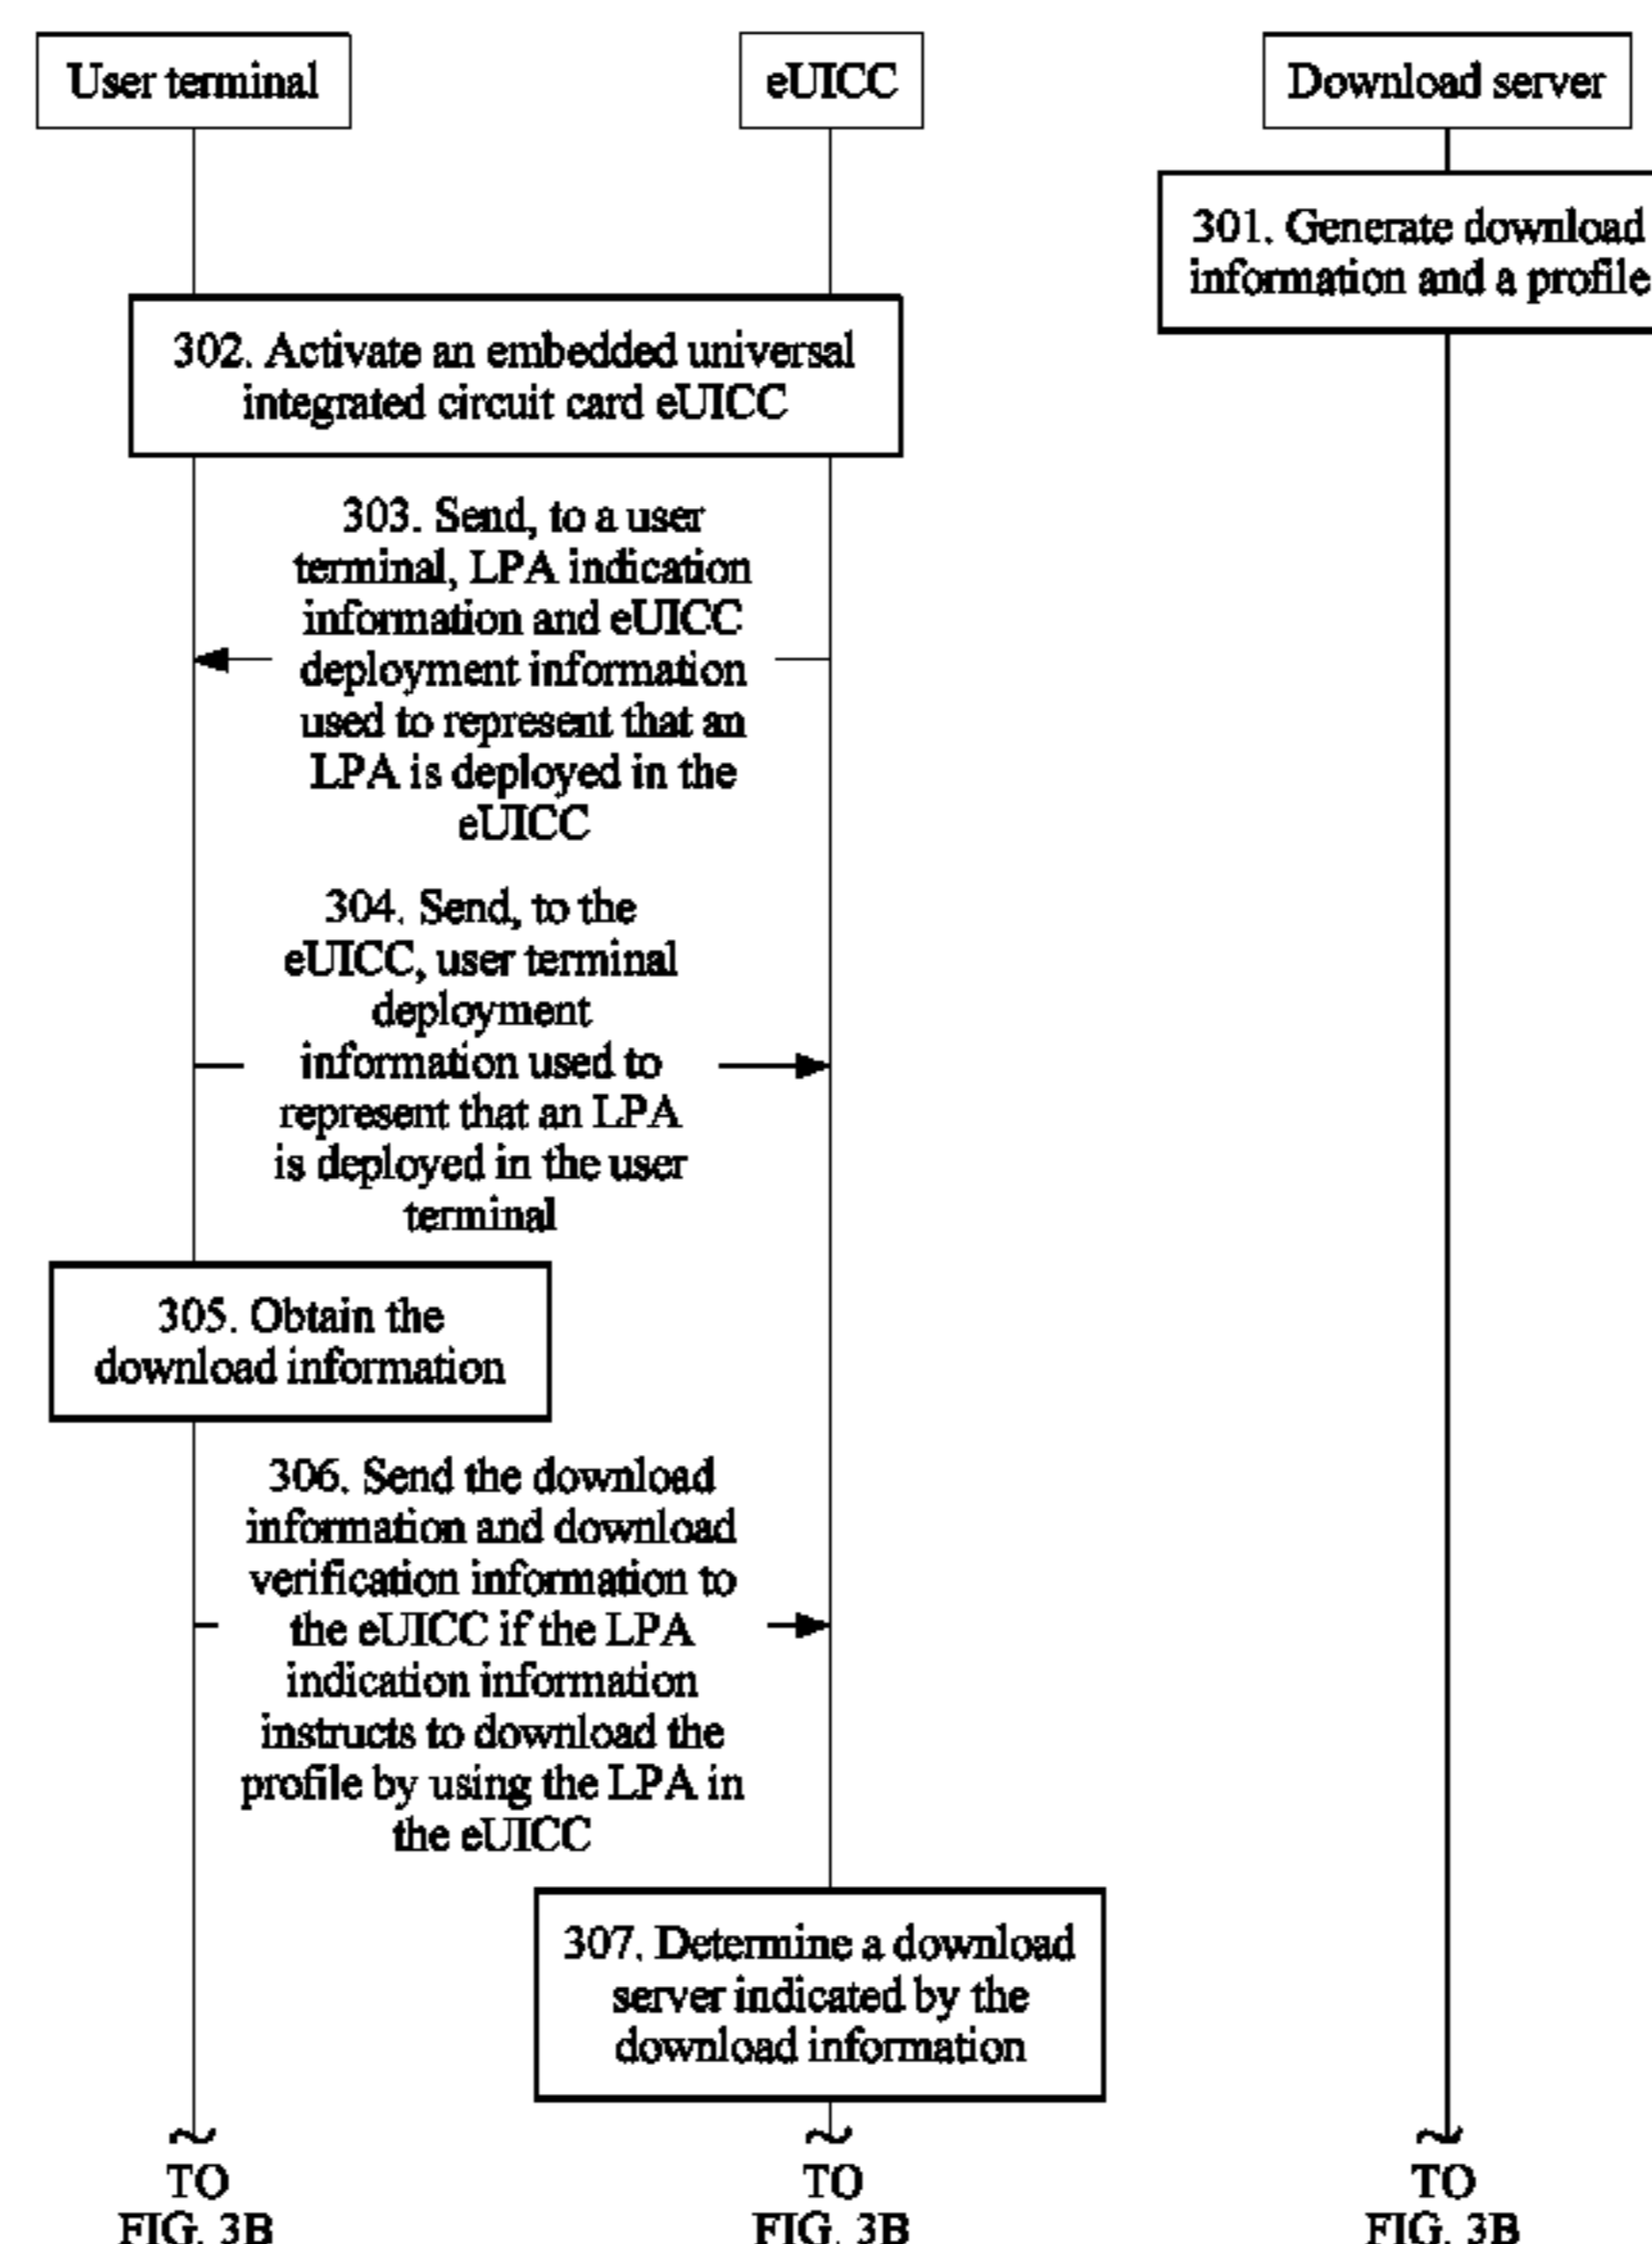 User terminal
eUICC
Download server
301. Generate download
information and a profile
302. Activate an embedded universal
integrated circuit card eUICC
303. Send, to a user
terminal, LPA indication
information and eUICC
deployment information
used to represent that an
LPA is deployed in the
eUICC
304. Send, to the
eUICC, user terminal
deployment
information used to
represent that an LPA
is deployed in the user
terminal
305. Obtain the
download information
306. Send the download
information and download
verification information to
the eUICC if the LPA
indication information
instructs to download the
profile by using the LPA in
the eUICC
307. Determine a download
server indicated by the
download information
~
TO
FIG. 3B
~
TO
FIG. 3B
~
TO
FIG. 3B